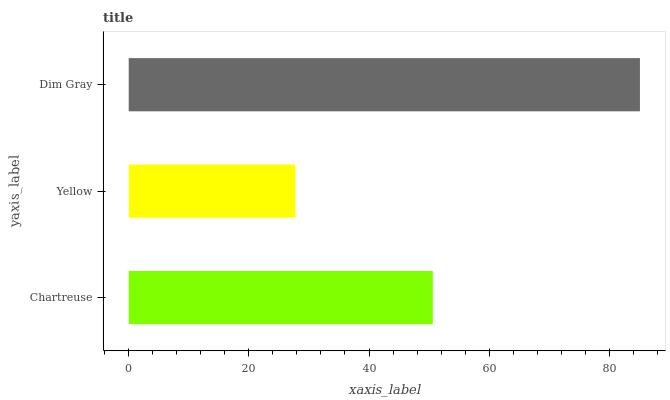 title
Dim Gray
Yellow
Chartreuse
yaxis_label
0 20 40 60 80
xaxis_label